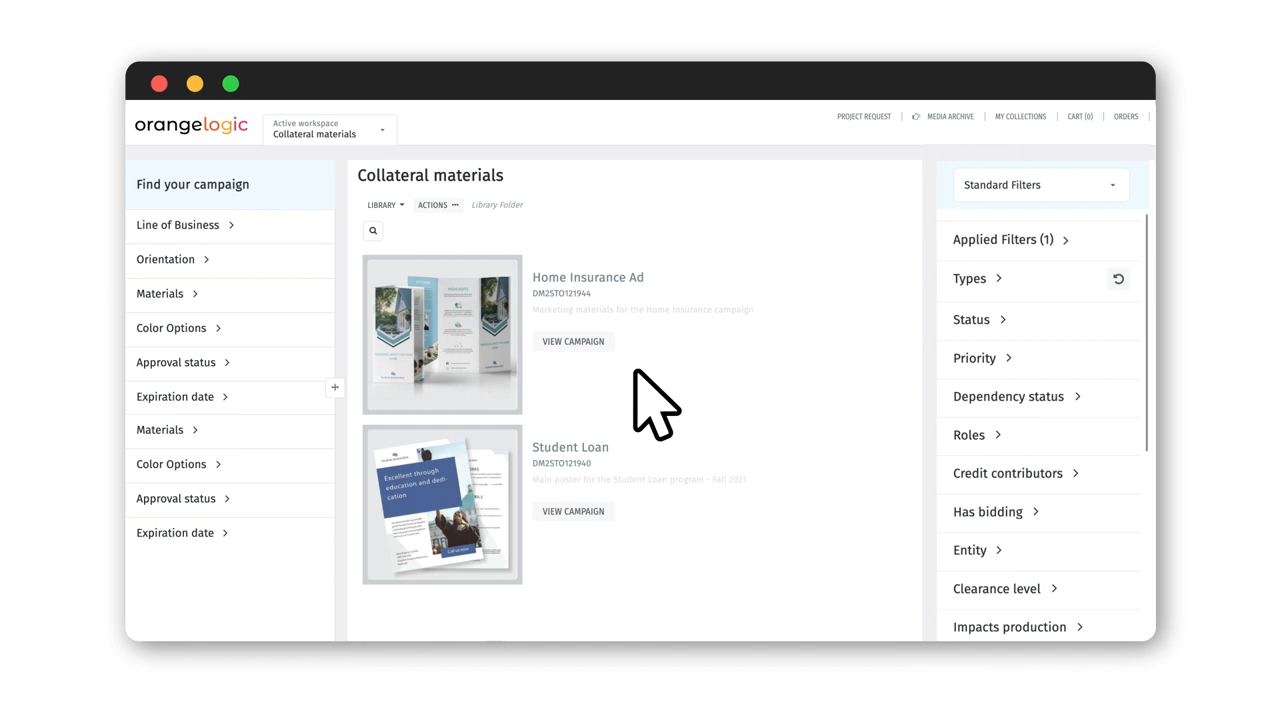 orangelogic
Active workspace
Collateral materials
PROJECT REQUEST
MEDIA ARCHIVE
MY COLLECTIONS
CART (0)
ORDERS
Find your campaign
Line of Business
Orientation
Materials
Color Options
Approval status
Expiration date
Materials
Color Options
Approval status
Expiration date
Collateral materials
LIBRARY
ACTIONS
Library Folder
Home Insurance Ad
DM2STO121944
Marketing materials for the Home Insurance campaign
VIEW CAMPAIGN
Student Loan
DM2STO121940
Main poster for the Student Loan program - Fall 2021
VIEW CAMPAIGN
Excellent through
education and dedi-
cation
Call us now
Standard Filters
Applied Filters (1)
Types
Status
Priority
Dependency status
Roles
Credit contributors
Has bidding
Entity
Clearance level
Impacts production